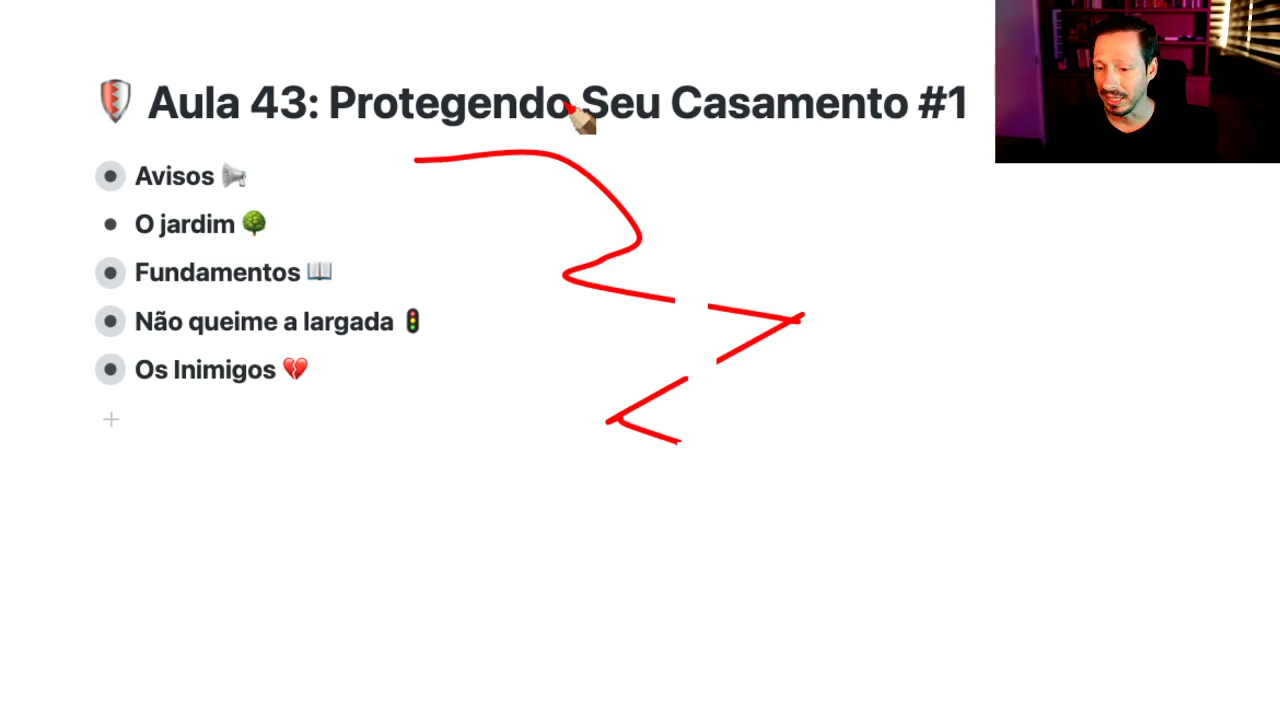 Aula 43: Protegendo Seu Casamento #1
Avisos
O jardim
Fundamentos
Não queime a largada
Os Inimigos